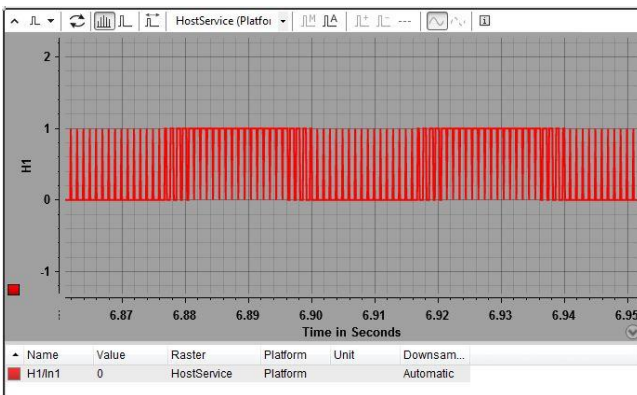 HostService (Platfor
M A
2
1
0
-1
H1
6.87 6.88 6.89 6.90 6.91 6.92 6.93 6.94 6.95
Time in Seconds
Name Value Raster Platform Unit Downsam...
H1/In1 0 HostService Platform Automatic